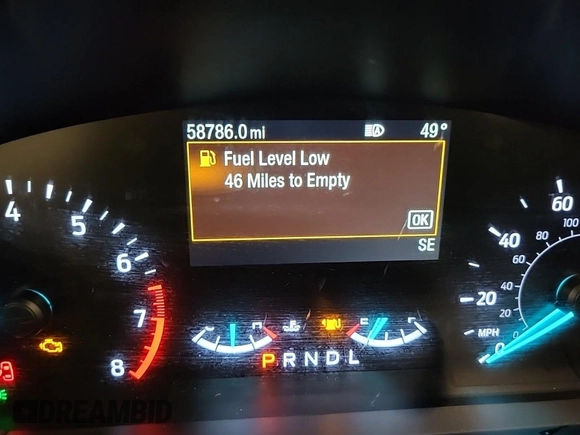 58786.0 mi 49°
Fuel Level Low
46 Miles to Empty
OK
SE
4 5 6 7 8
60
40
20
0
MPH
100
80
60
40
20
E
P R N D L
DREAMBID